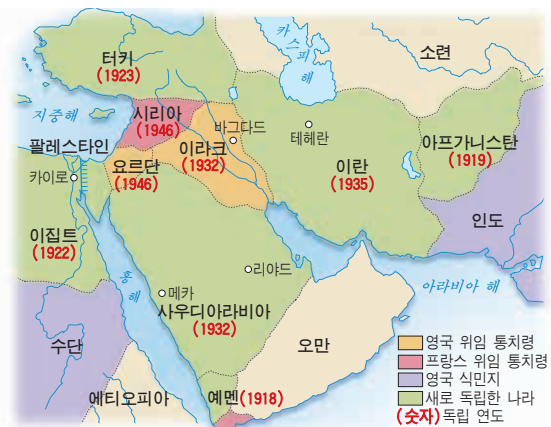 터키
(1923)
카스피
해
소련
지중해
시리아
(1946)
바그다드
테헤란
아프가니스탄
(1919)
팔레스타인
이라크
(1932)
카이로
요르단
(1946)
이란
(1935)
인도
이집트
(1922)
홍
해
리야드
메카
아라비아 해
사우디아라비아
(1932)
수단
오만
에티오피아
예멘(1918)
영국 위임 통치령
프랑스 위임 통치령
영국 식민지
새로 독립한 나라
(숫자)독립 연도